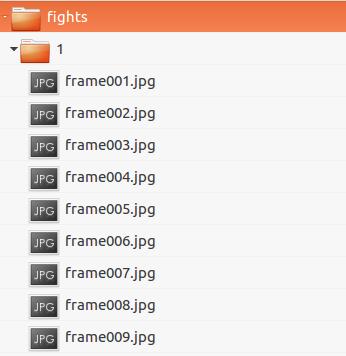 fights
1
JPG frame001.jpg
JPG frame002.jpg
JPG frame003.jpg
JPG frame004.jpg
JPG frame005.jpg
JPG frame006.jpg
JPG frame007.jpg
JPG frame008.jpg
JPG frame009.jpg